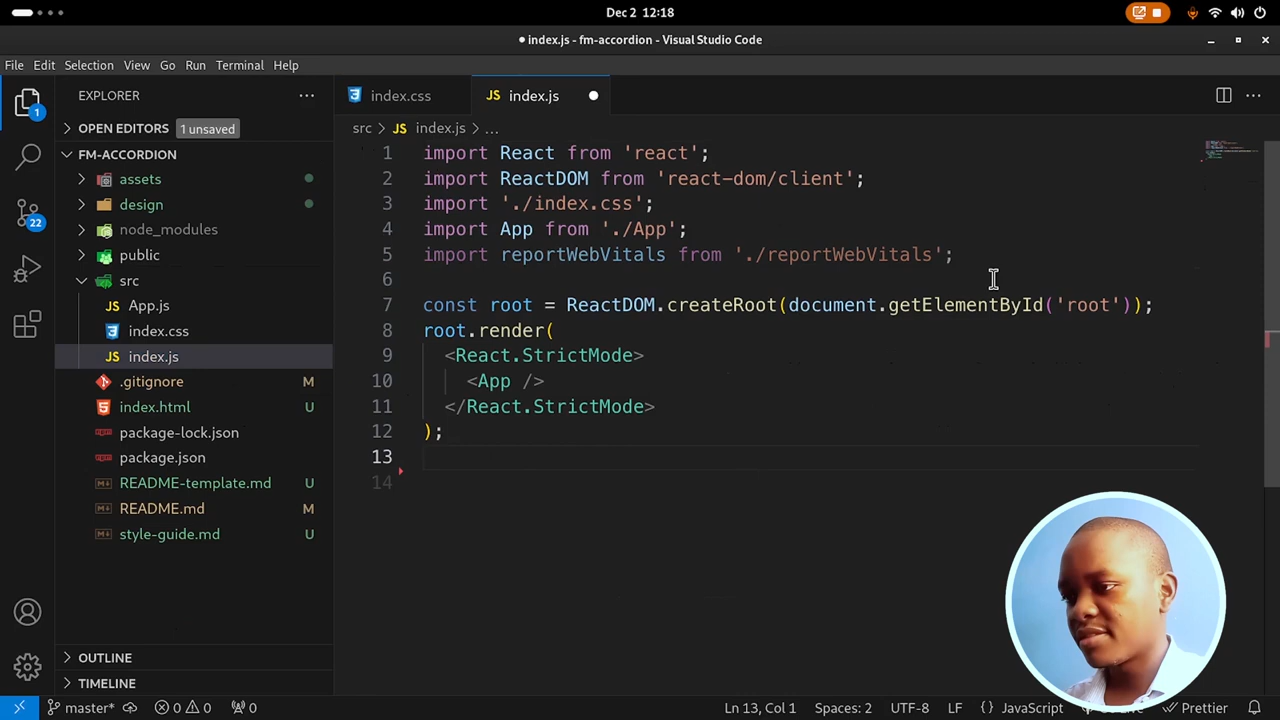 Dec 2 12:18
index.js - fm-accordion - Visual Studio Code
File Edit Selection View Go Run Terminal Help
EXPLORER
OPEN EDITORS 1 unsaved
FM-ACCORDION
assets
design
node_modules
public
src
App.js
index.css
JS index.js
.gitignore M
index.html U
package-lock.json
package.json
README-template.md U
README.md M
style-guide.md U
OUTLINE
TIMELINE
1
22
index.css
JS index.js
src > JS index.js > ...
1 import React from 'react';
2 import ReactDOM from 'react-dom/client';
3 import './index.css';
4 import App from './App';
5 import reportWebVitals from './reportWebVitals';
6
7 const root = ReactDOM.createRoot(document.getElementById('root'));
8 root.render(
9 <React.StrictMode>
10 <App />
11 </React.StrictMode>
12 );
13
14
master* 0 0 0 Ln 13, Col 1 Spaces: 2 UTF-8 LF {} JavaScript Prettier